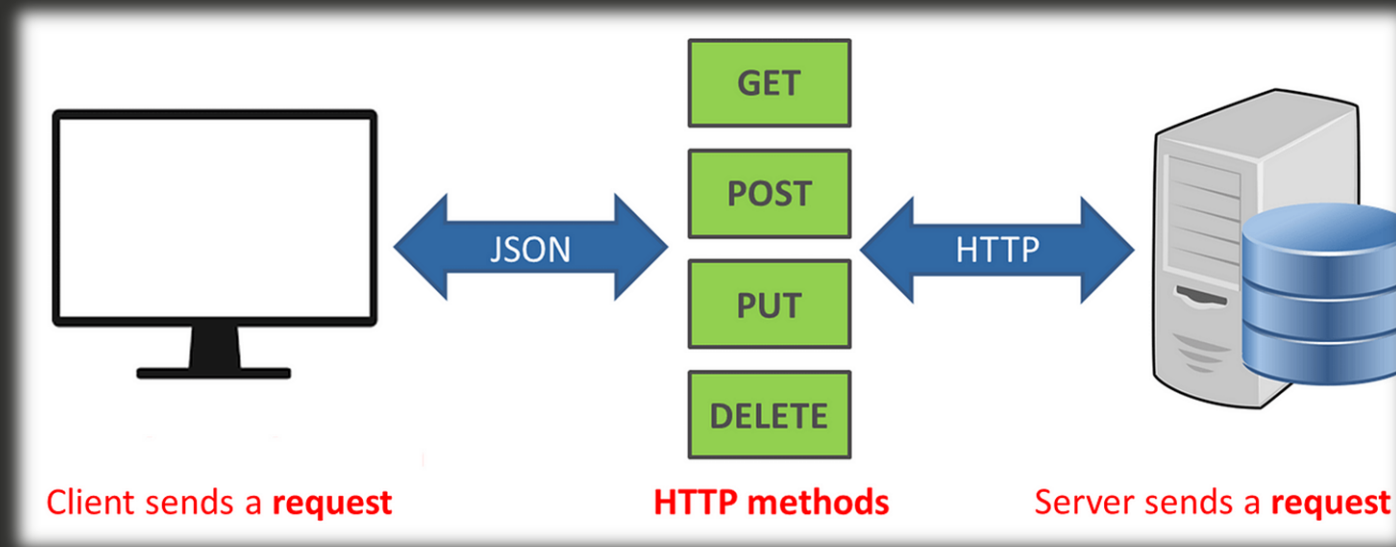 GET
POST
JSON
HTTP
PUT
DELETE
Client sends a request
HTTP methods
Server sends a request